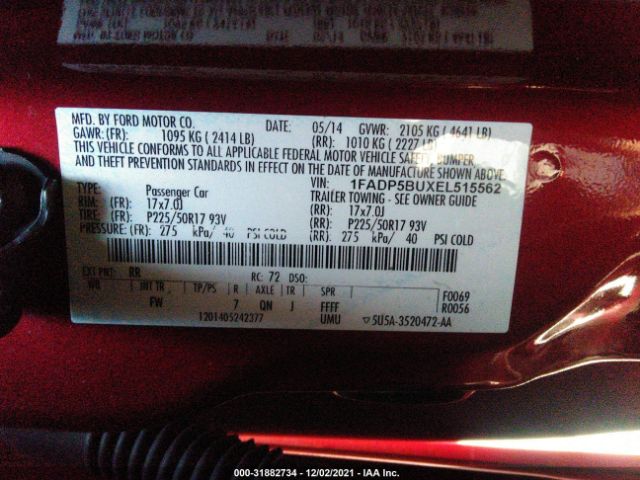 MFD. BY FORD MOTOR CO. DATE: 05/14 GVWR: 2105 KG ( 4641 LB)
GAWR: (FR): 1095 KG ( 2414 LB) (RR): 1010 KG ( 2227 LB)
THIS VEHICLE CONFORMS TO ALL APPLICABLE FEDERAL MOTOR VEHICLE SAFETY, BUMPER,
AND THEFT PREVENTION STANDARDS IN EFFECT ON THE DATE OF MANUFACTURE SHOWN ABOVE.
VIN: 1FADP5BUXEL515562
TYPE: Passenger Car TRAILER TOWING - SEE OWNER GUIDE
RIM: (FR): 17x7.0J (RR): 17x7.0J
TIRE: (FR): P225/50R17 93V (RR): P225/50R17 93V
PRESSURE: (FR): 275 kPa/ 40 PSI COLD (RR): 275 kPa/ 40 PSI COLD
EXT PNT: RR RC: 72 DSO:
WB INT TR TP/PS R AXLE TR SPR F0069
FW 7 QN J FFFF R0056
1201405242377 UMU 5U5A-3520472-AA
000-31882734 - 12/02/2021 - IAA Inc.